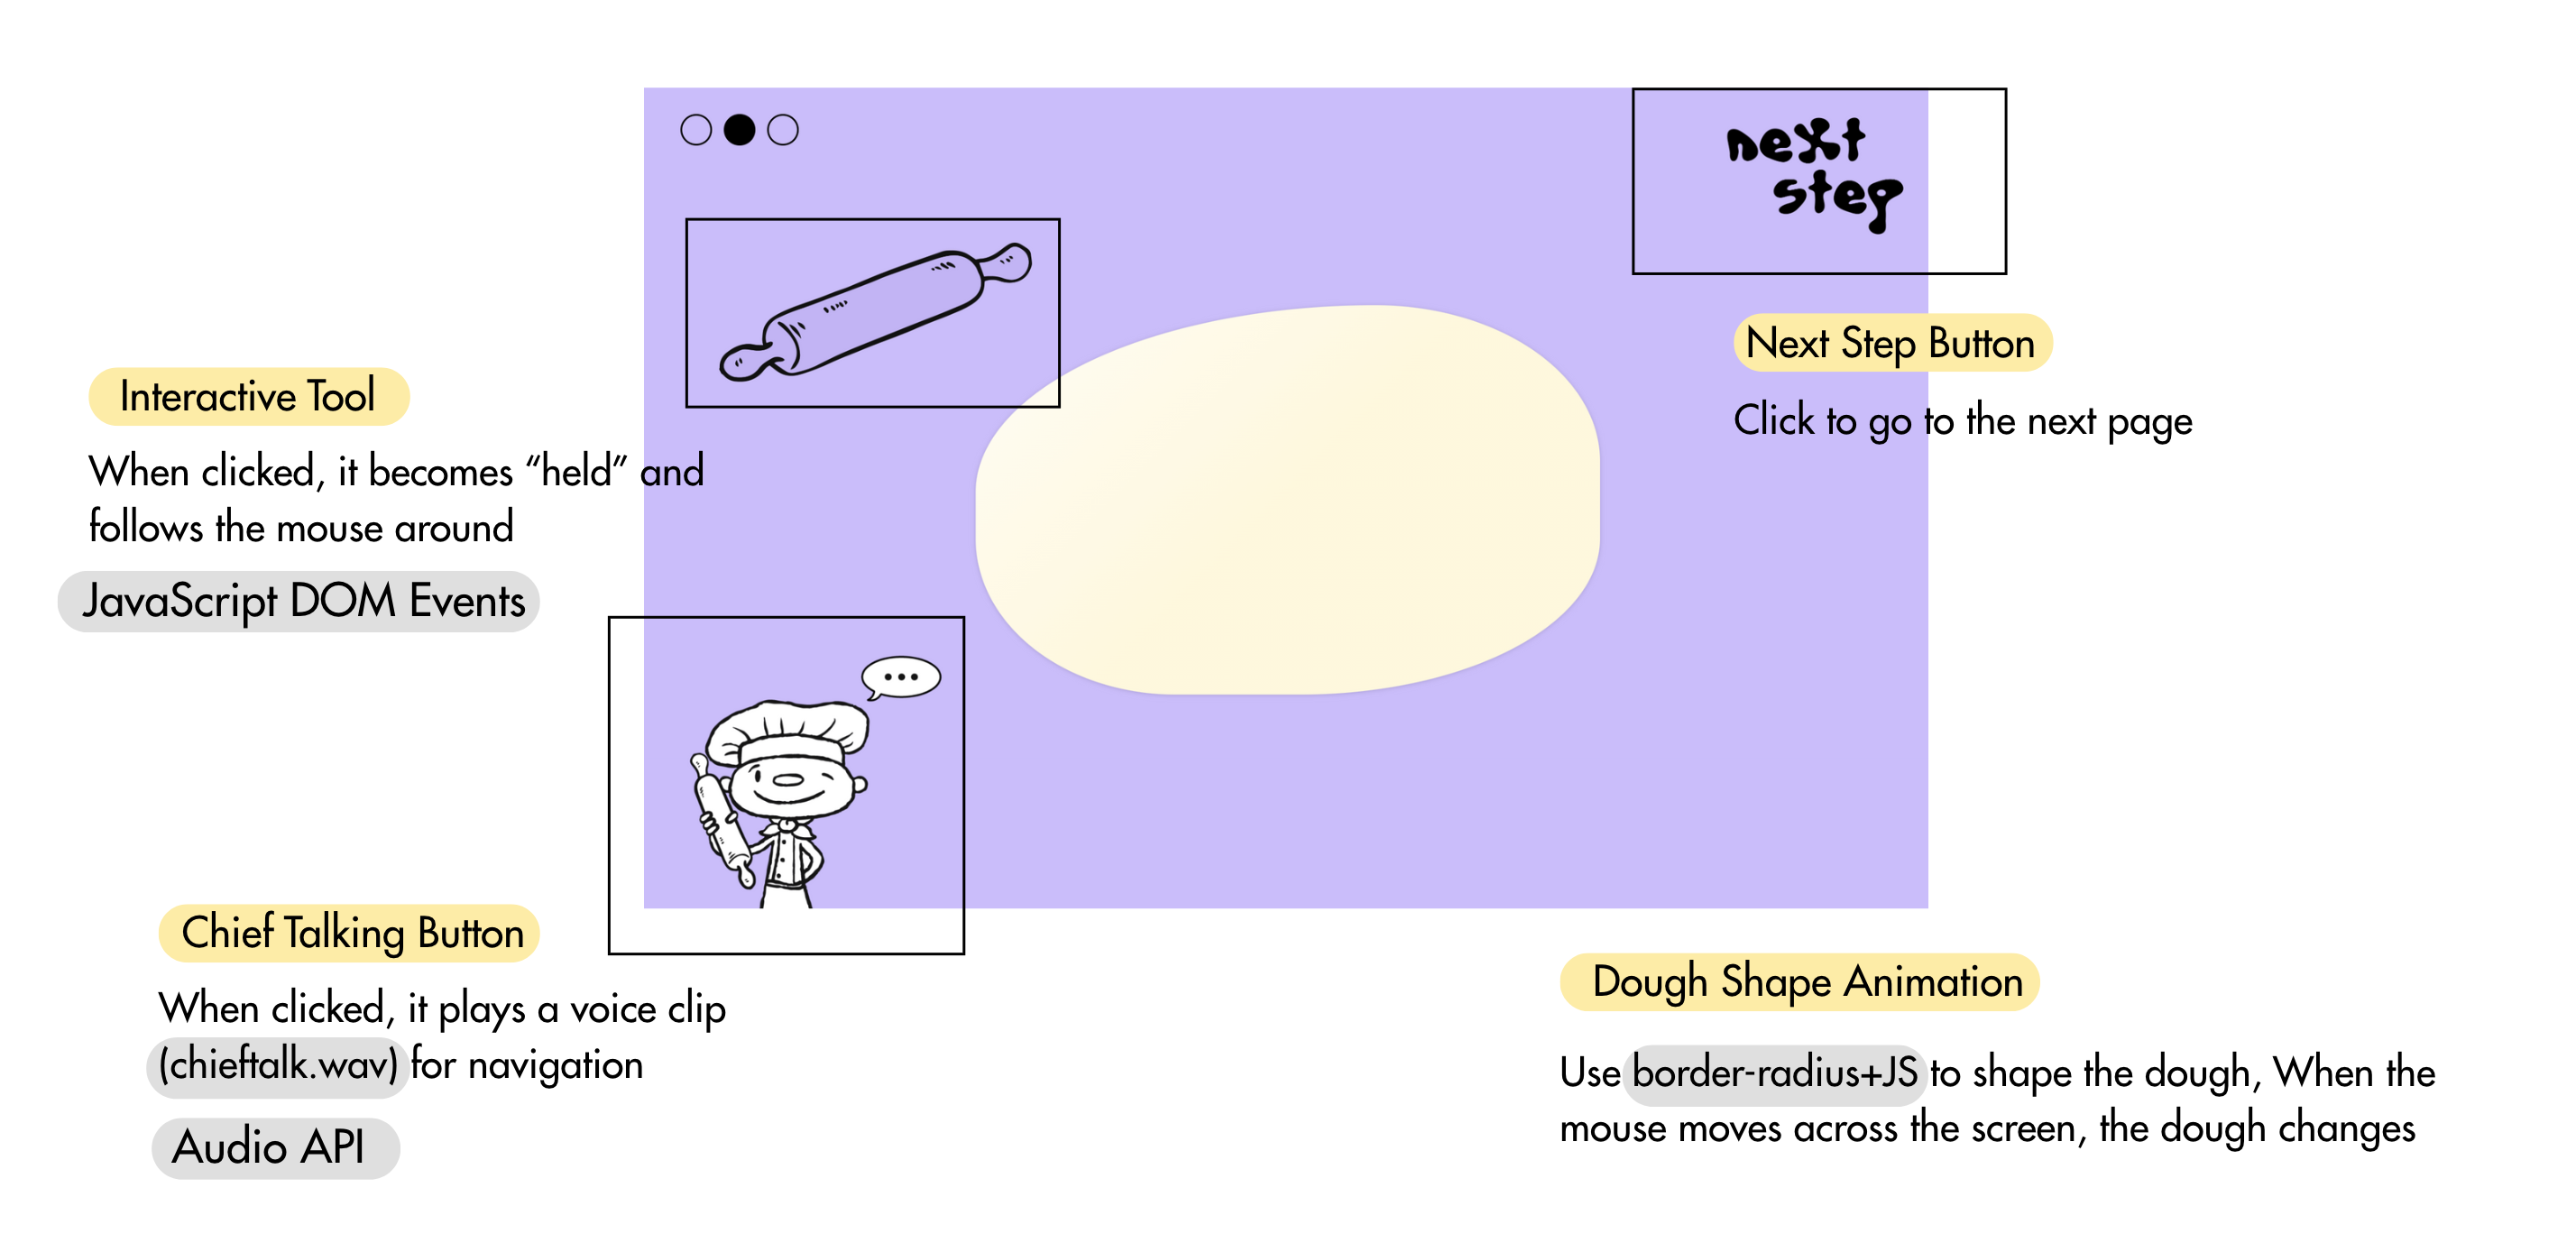 next
step
Next Step Button
Click to go to the next page
Interactive Tool
When clicked, it becomes “held” and
follows the mouse around
JavaScript DOM Events
Chief Talking Button
When clicked, it plays a voice clip
(chieftalk.wav) for navigation
Audio API
Dough Shape Animation
Use border-radius+JS to shape the dough, When the
mouse moves across the screen, the dough changes